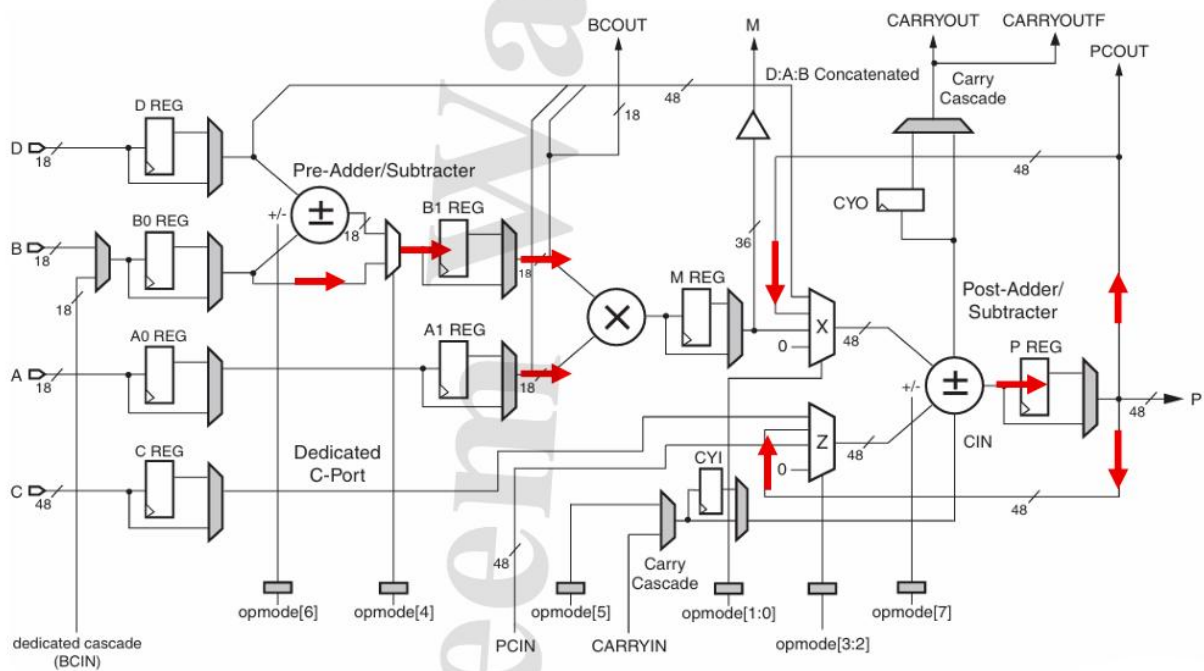 BCOUT
M
CARRYOUT
CARRYOUTF
PCOUT
D:A:B Concatenated
Carry
Cascade
48
18
D REG
D
18
Pre-Adder/Subtracter
48
CYO
+/-
±
18
B0 REG
B1 REG
B
18
18
36
18
M REG
Post-Adder/
Subtracter
×
X
0
48
A0 REG
A1 REG
A
18
18
P REG
+/-
±
48
P
CIN
C REG
Dedicated
C-Port
CYI
Z
0
48
C
48
48
48
Carry
Cascade
opmode[6]
opmode[4]
opmode[5]
opmode[1:0]
opmode[7]
dedicated cascade
(BCIN)
PCIN
CARRYIN
opmode[3:2]